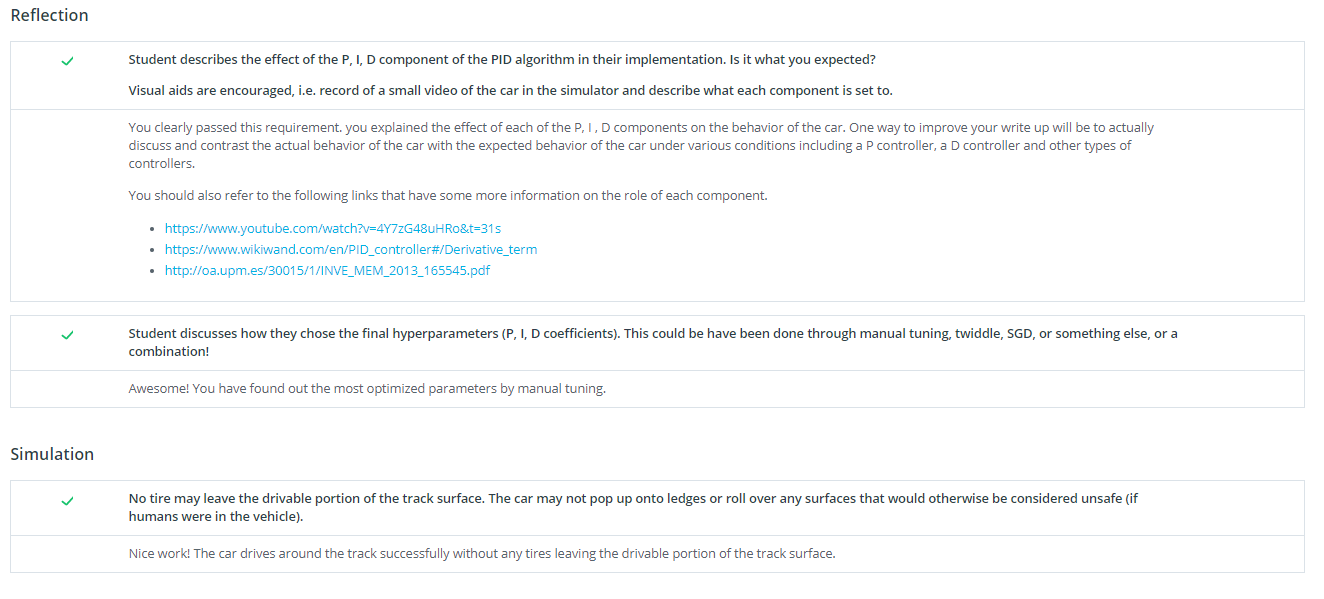 Reflection
Student describes the effect of the P, I, D component of the PID algorithm in their implementation. Is it what you expected?
Visual aids are encouraged, i.e. record of a small video of the car in the simulator and describe what each component is set to.
You clearly passed this requirement. you explained the effect of each of the P, I , D components on the behavior of the car. One way to improve your write up will be to actually
discuss and contrast the actual behavior of the car with the expected behavior of the car under various conditions including a P controller, a D controller and other types of
controllers.
You should also refer to the following links that have some more information on the role of each component.
https://www.youtube.com/watch?v=4Y7zG48uHRo&t=31s
https://www.wikiwand.com/en/PID_controller#/Derivative_term
http://oa.upm.es/30015/1/INVE_MEM_2013_165545.pdf
Student discusses how they chose the final hyperparameters (P, I, D coefficients). This could be have been done through manual tuning, twiddle, SGD, or something else, or a
combination!
Awesome! You have found out the most optimized parameters by manual tuning.
Simulation
No tire may leave the drivable portion of the track surface. The car may not pop up onto ledges or roll over any surfaces that would otherwise be considered unsafe (if
humans were in the vehicle).
Nice work! The car drives around the track successfully without any tires leaving the drivable portion of the track surface.